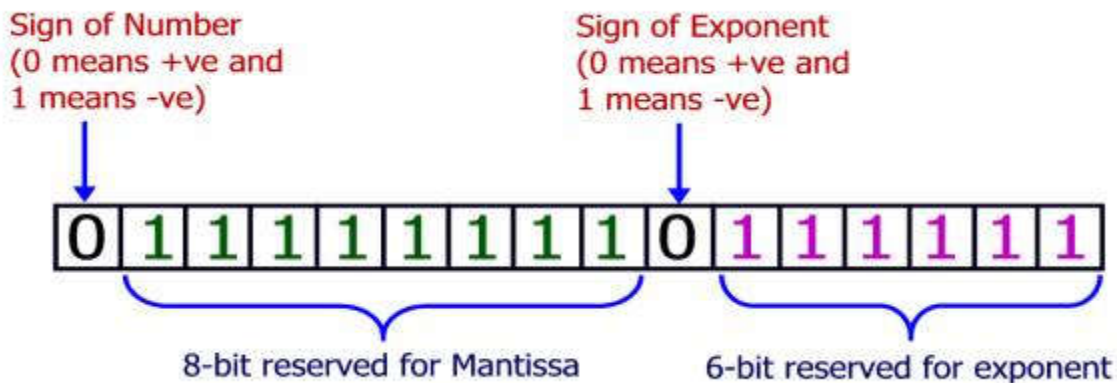 Sign of Number
(0 means +ve and
1 means -ve)
Sign of Exponent
(0 means +ve and
1 means -ve)
0 1 1 1 1 1 1 1 1 0 1 1 1 1 1 1
8-bit reserved for Mantissa
6-bit reserved for exponent